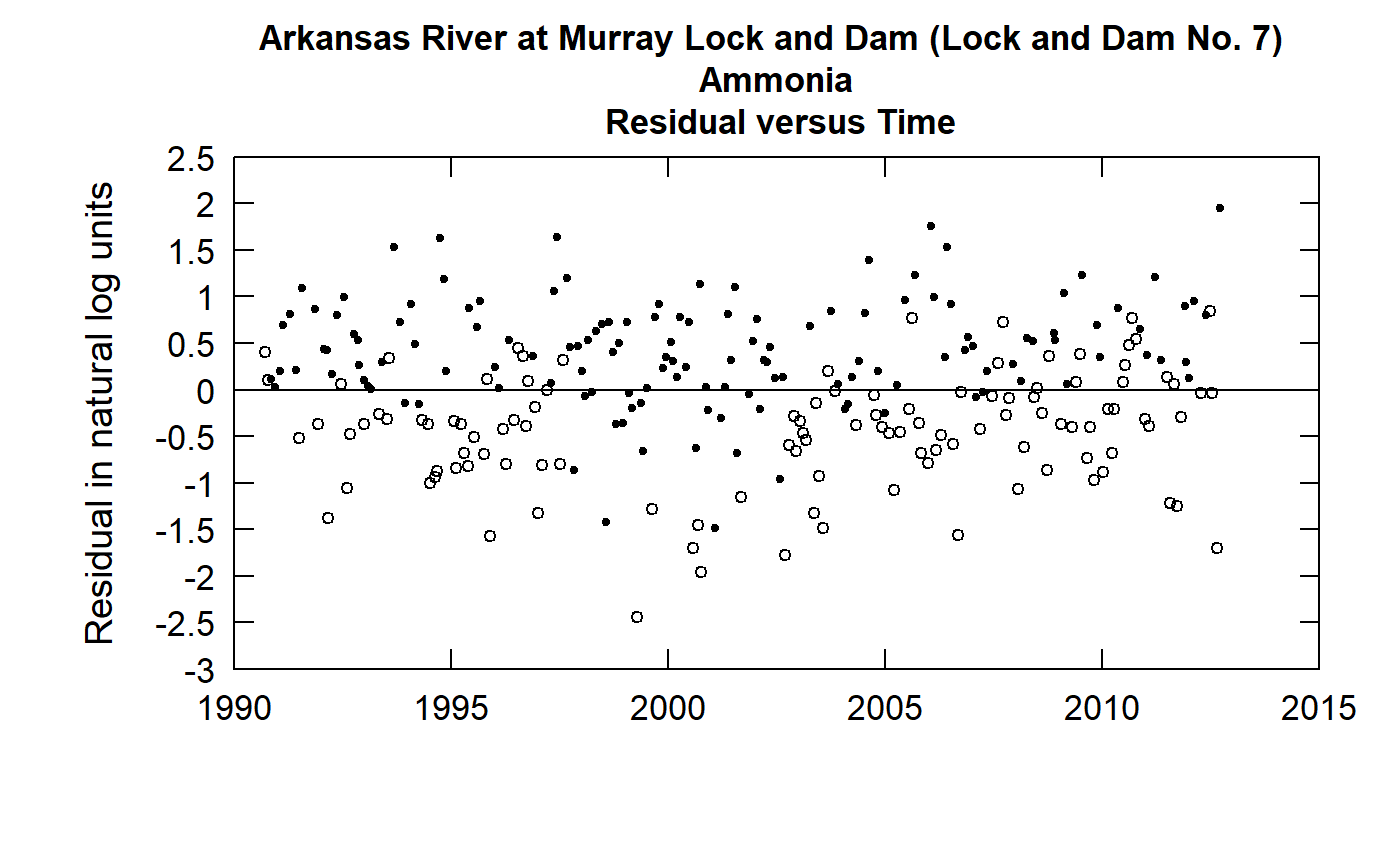 Arkansas River at Murray Lock and Dam (Lock and Dam No. 7)
Ammonia
Residual versus Time
Residual in natural log units
2.5
2
1.5
1
0.5
0
-0.5
-1
-1.5
-2
-2.5
-3
1990 1995 2000 2005 2010 2015